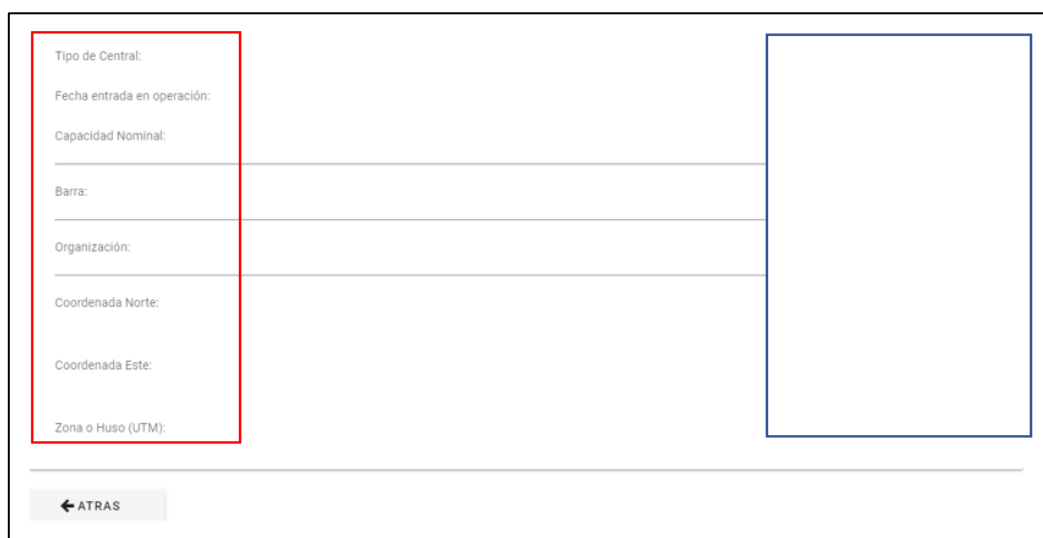 Tipo de Central:
Fecha entrada en operación:
Capacidad Nominal:
Barra:
Organización:
Coordenada Norte:
Coordenada Este:
Zona o Huso (UTM):
ATRAS